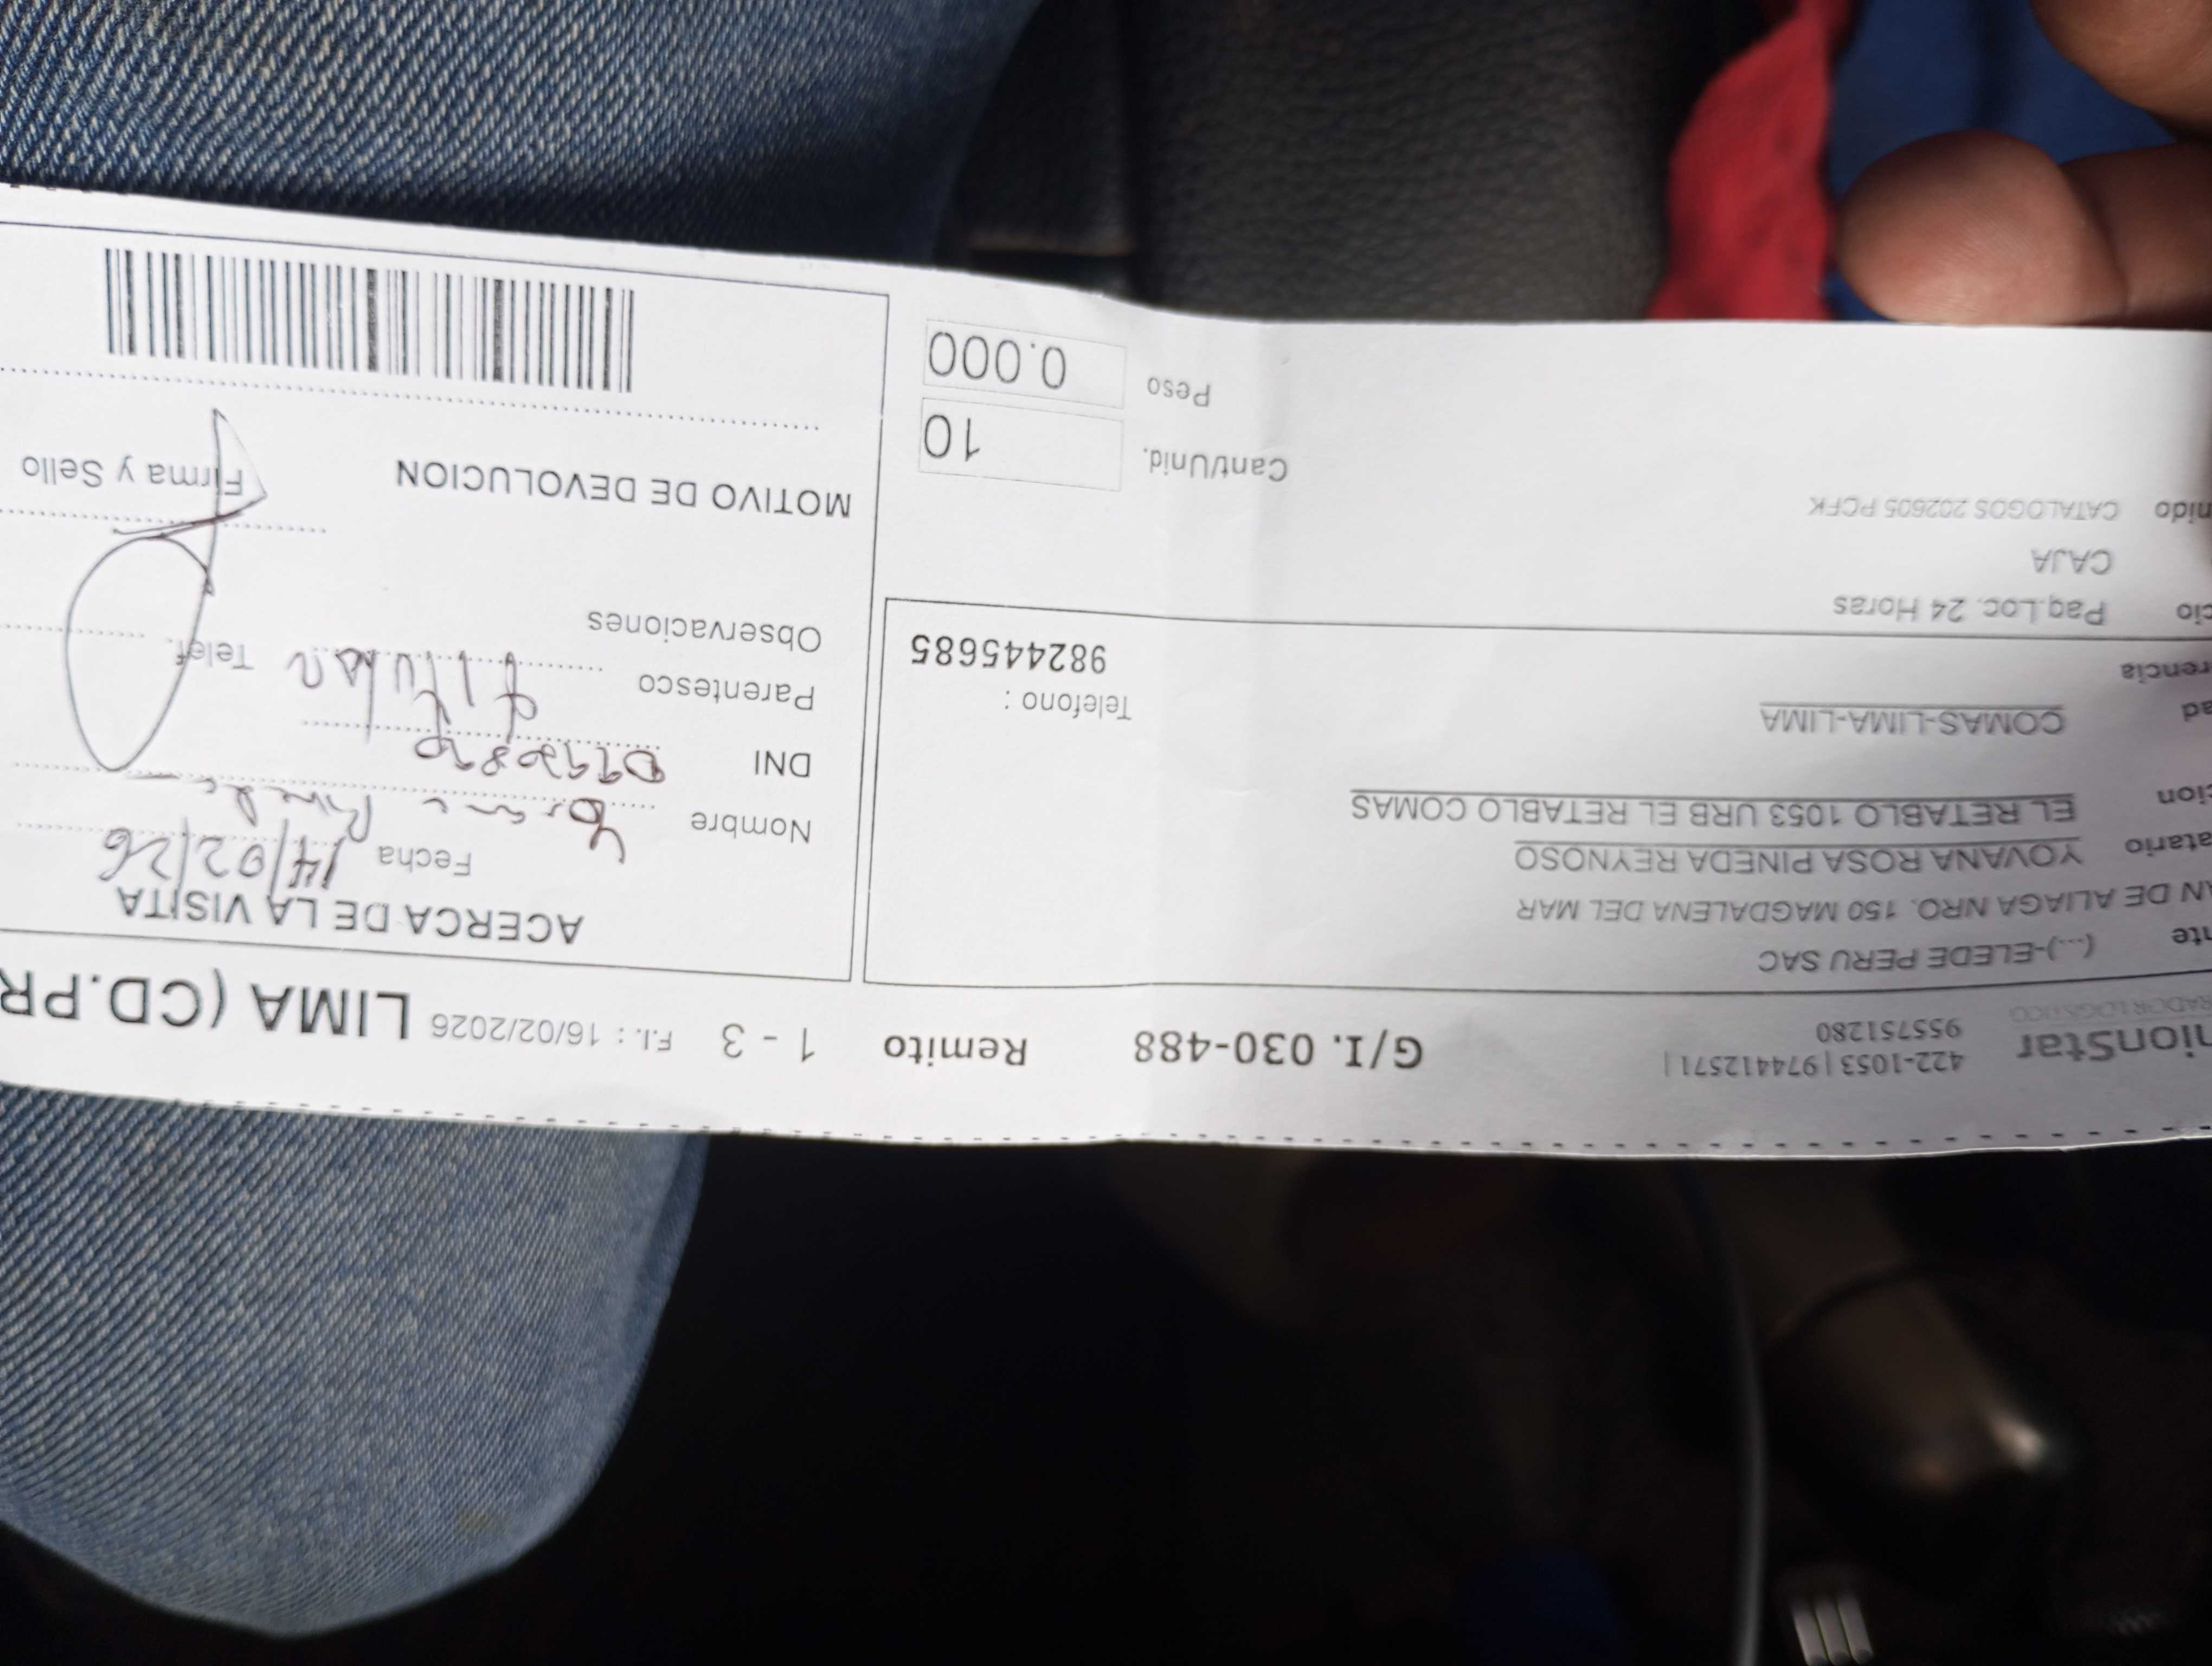 nionStar
RADOR LOGISTICO
422-1053 | 974412571 |
955751280
G/I. 030-488
Remito 1 - 3
F.I. : 16/02/2026
LIMA (CD.PR
nte (...)-ELEDE PERU SAC
AN DE ALIAGA NRO. 150 MAGDALENA DEL MAR
atario YOVANA ROSA PINEDA REYNOSO
cion EL RETABLO 1053 URB EL RETABLO COMAS
ad COMAS-LIMA-LIMA
rencia
Telefono :
982445685
cio Paq.Loc. 24 Horas
CAJA
nido CATALOGOS 202605 PCFK
Cant/Unid. 10
Peso 0.000
ACERCA DE LA VISITA
Fecha 14/02/26
Nombre
DNI
Parentesco titular Telef.
Observaciones
MOTIVO DE DEVOLUCION
Firma y Sello